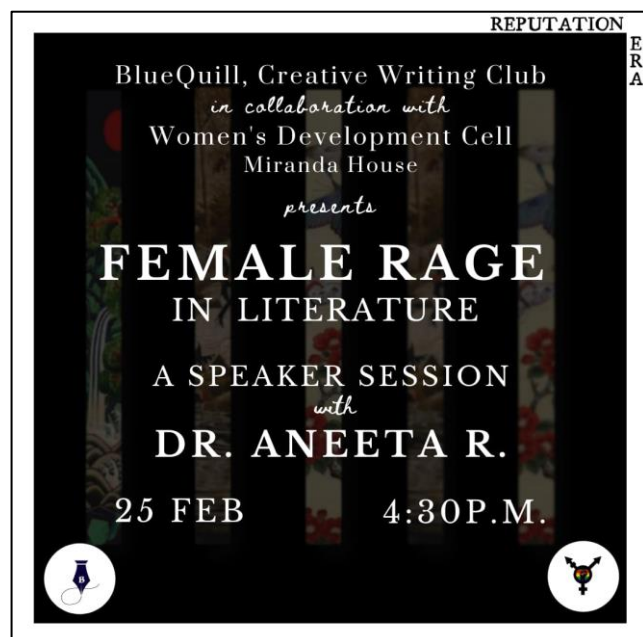 REPUTATION
ERA
BlueQuill, Creative Writing Club
in collaboration with
Women's Development Cell
Miranda House
presents
FEMALE RAGE
IN LITERATURE
A SPEAKER SESSION
with
DR. ANEETA R.
25 FEB 4:30P.M.
B